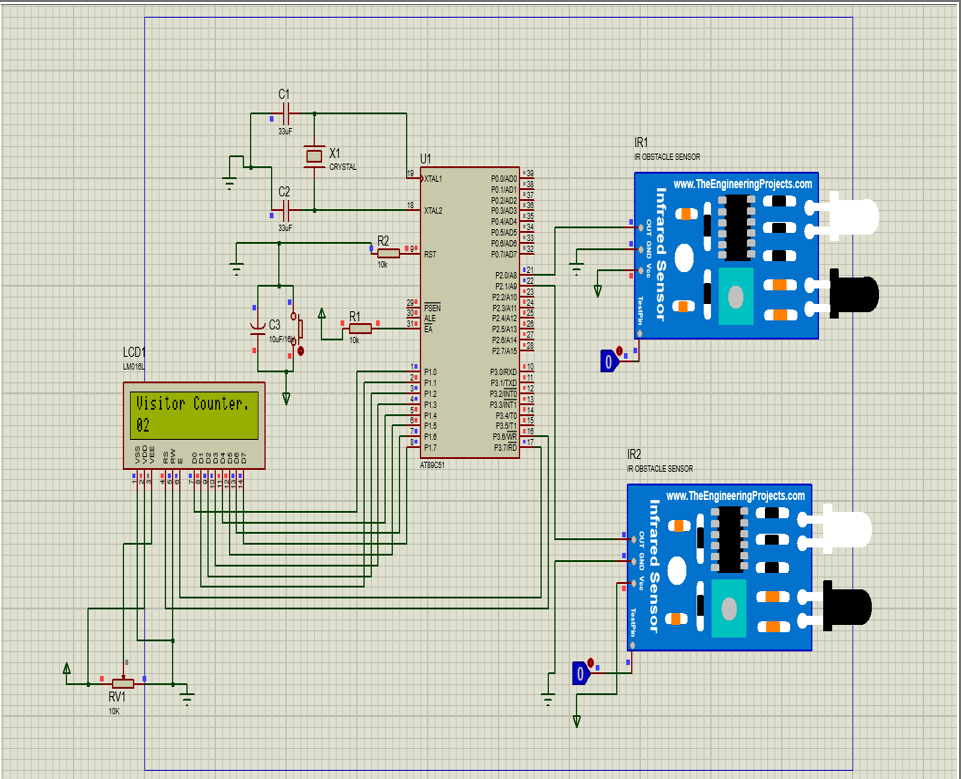 C1
33uF
X1
CRYSTAL
C2
33uF
R2
10k
C3
R1
10k
U1
19
XTAL1
18
XTAL2
9
RST
29
PSEN
30
ALE
31
EA
1
P1.0
2
P1.1
3
P1.2
4
P1.3
5
P1.4
6
P1.5
7
P1.6
8
P1.7
P0.0/AD0
39
P0.1/AD1
38
P0.2/AD2
37
P0.3/AD3
36
P0.4/AD4
35
P0.5/AD5
34
P0.6/AD6
33
P0.7/AD7
32
P2.0/A8
21
P2.1/A9
22
P2.2/A10
23
P2.3/A11
24
P2.4/A12
25
P2.5/A13
26
P2.6/A14
27
P2.7/A15
28
P3.0/RXD
10
P3.1/TXD
11
P3.2/INT0
12
P3.3/INT1
13
P3.4/T0
14
P3.5/T1
15
P3.6/WR
16
P3.7/RD
17
AT89C51
LCD1
LM016L
Visitor Counter.
02
VSS
VDD
VEE
RS
RW
E
D0
D1
D2
D3
D4
D5
D6
D7
1
2
3
4
5
6
7
8
9
10
11
12
13
14
RV1
10K
IR1
IR OBSTACLE SENSOR
www.TheEngineeringProjects.com
Infrared Sensor
OUT
GND
Vcc
TestPin
0
IR2
IR OBSTACLE SENSOR
www.TheEngineeringProjects.com
Infrared Sensor
OUT
GND
Vcc
TestPin
0